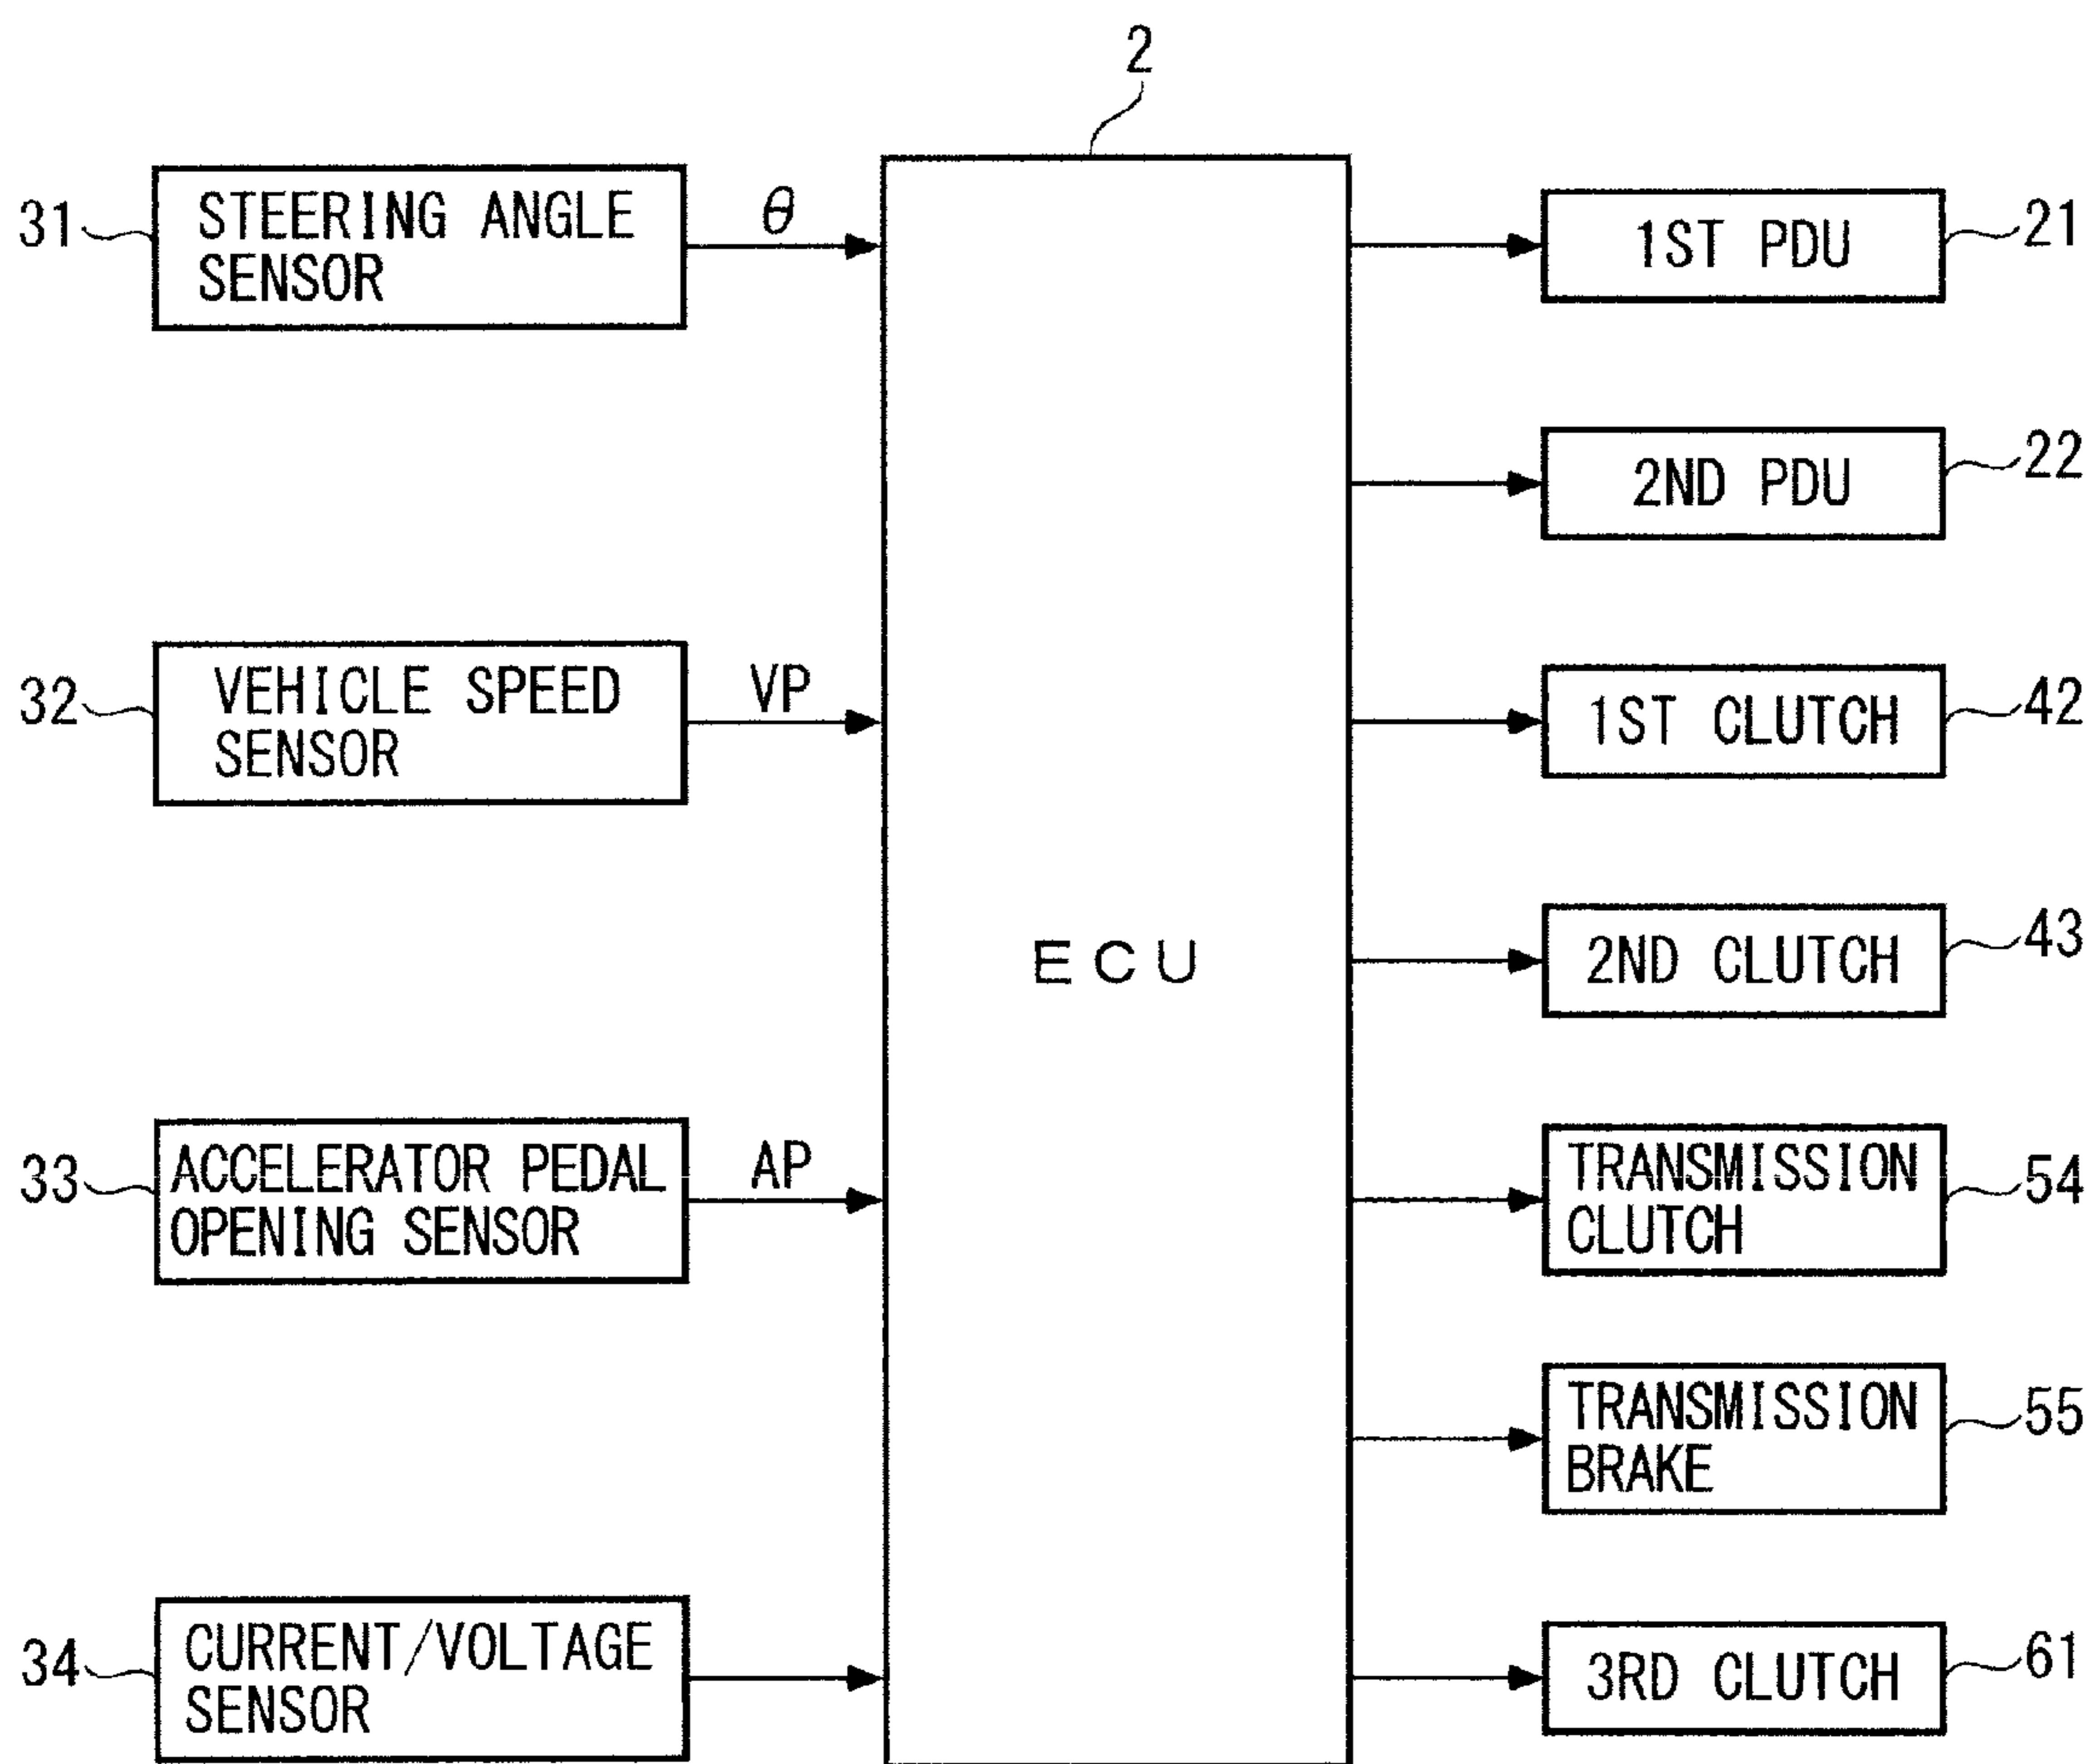 2
31
STEERING ANGLE
SENSOR
θ
1ST PDU
21
2ND PDU
22
32
VEHICLE SPEED
SENSOR
VP
1ST CLUTCH
42
ECU
2ND CLUTCH
43
33
ACCELERATOR PEDAL
OPENING SENSOR
AP
TRANSMISSION
CLUTCH
54
TRANSMISSION
BRAKE
55
34
CURRENT/VOLTAGE
SENSOR
3RD CLUTCH
61